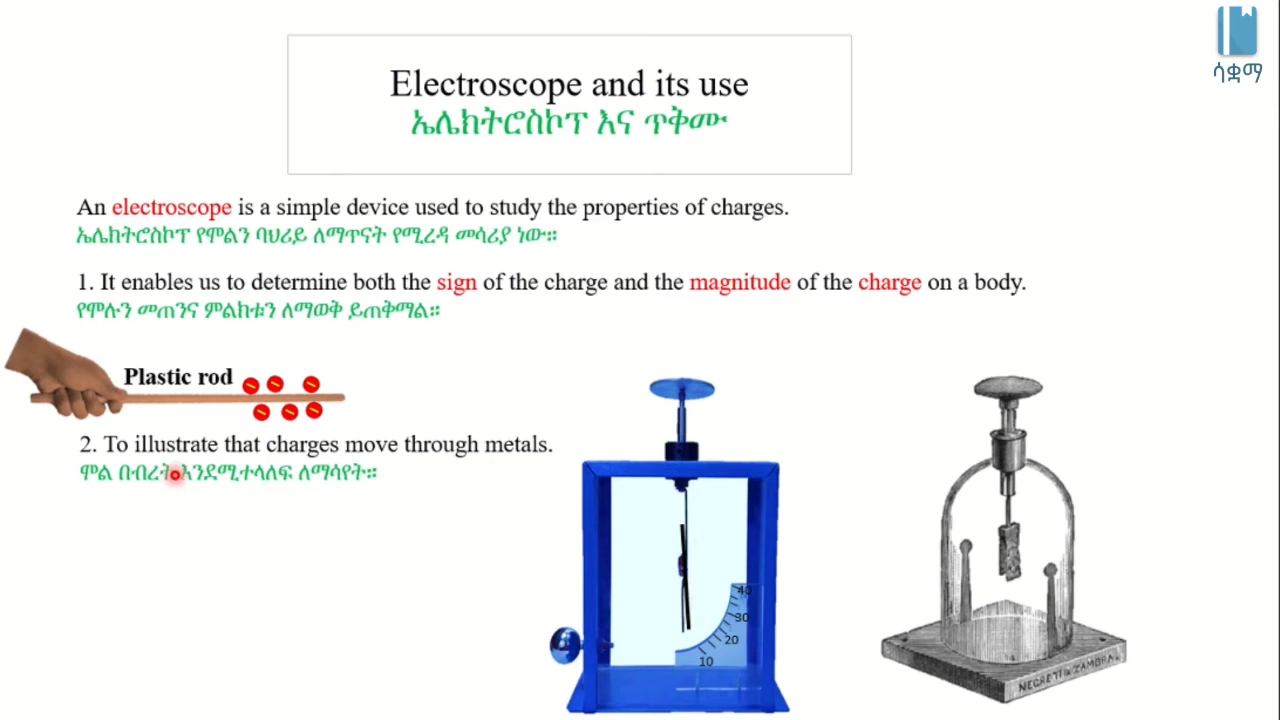 ሳቋማ
Electroscope and its use
ኤሌክትሮስኮፕ እና ጥቅሙ
An electroscope is a simple device used to study the properties of charges.
ኤሌክትሮስኮፕ የሞልን ባህሪይ ለማጥናት የሚረዳ መሳሪያ ነው።
1. It enables us to determine both the sign of the charge and the magnitude of the charge on a body.
የሞሉን መጠንና ምልክቱን ለማወቅ ይጠቅማል።
Plastic rod
2. To illustrate that charges move through metals.
ሞል በብረት እንደሚተላለፍ ለማሳየት።
40
30
20
10
NEGRETTI & ZAMBRA